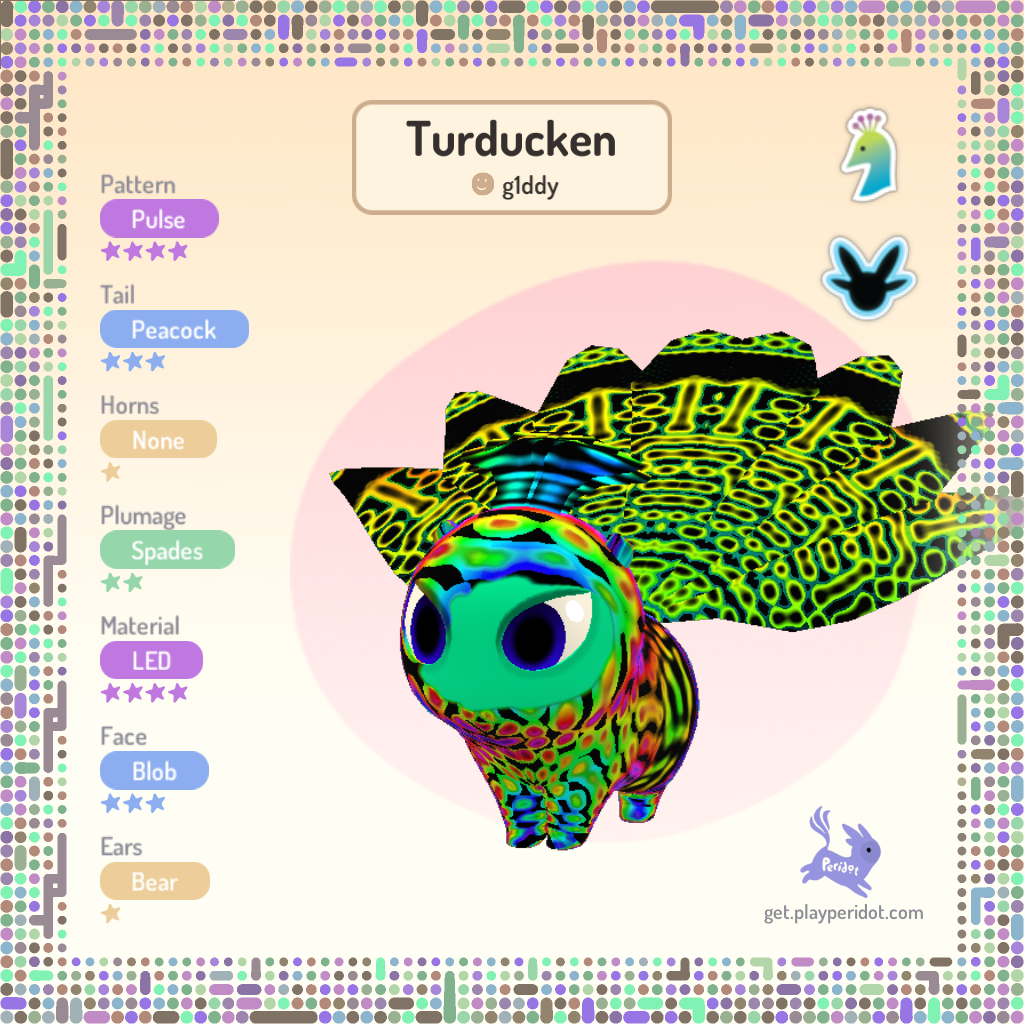 Turducken
g1ddy
Pattern
Pulse
Tail
Peacock
Horns
None
Plumage
Spades
Material
LED
Face
Blob
Ears
Bear
Peridot
get.playperidot.com